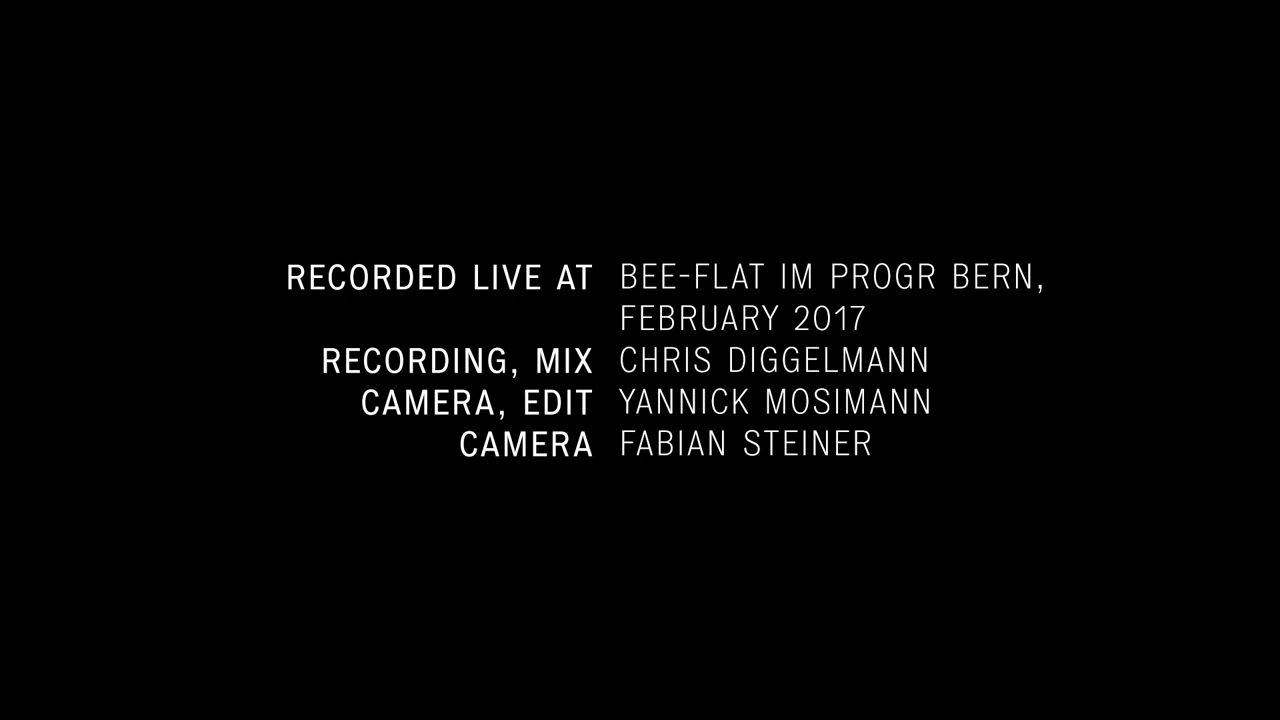 RECORDED LIVE AT BEE-FLAT IM PROGR BERN,
FEBRUARY 2017
RECORDING, MIX CHRIS DIGGELMANN
CAMERA, EDIT YANNICK MOSIMANN
CAMERA FABIAN STEINER